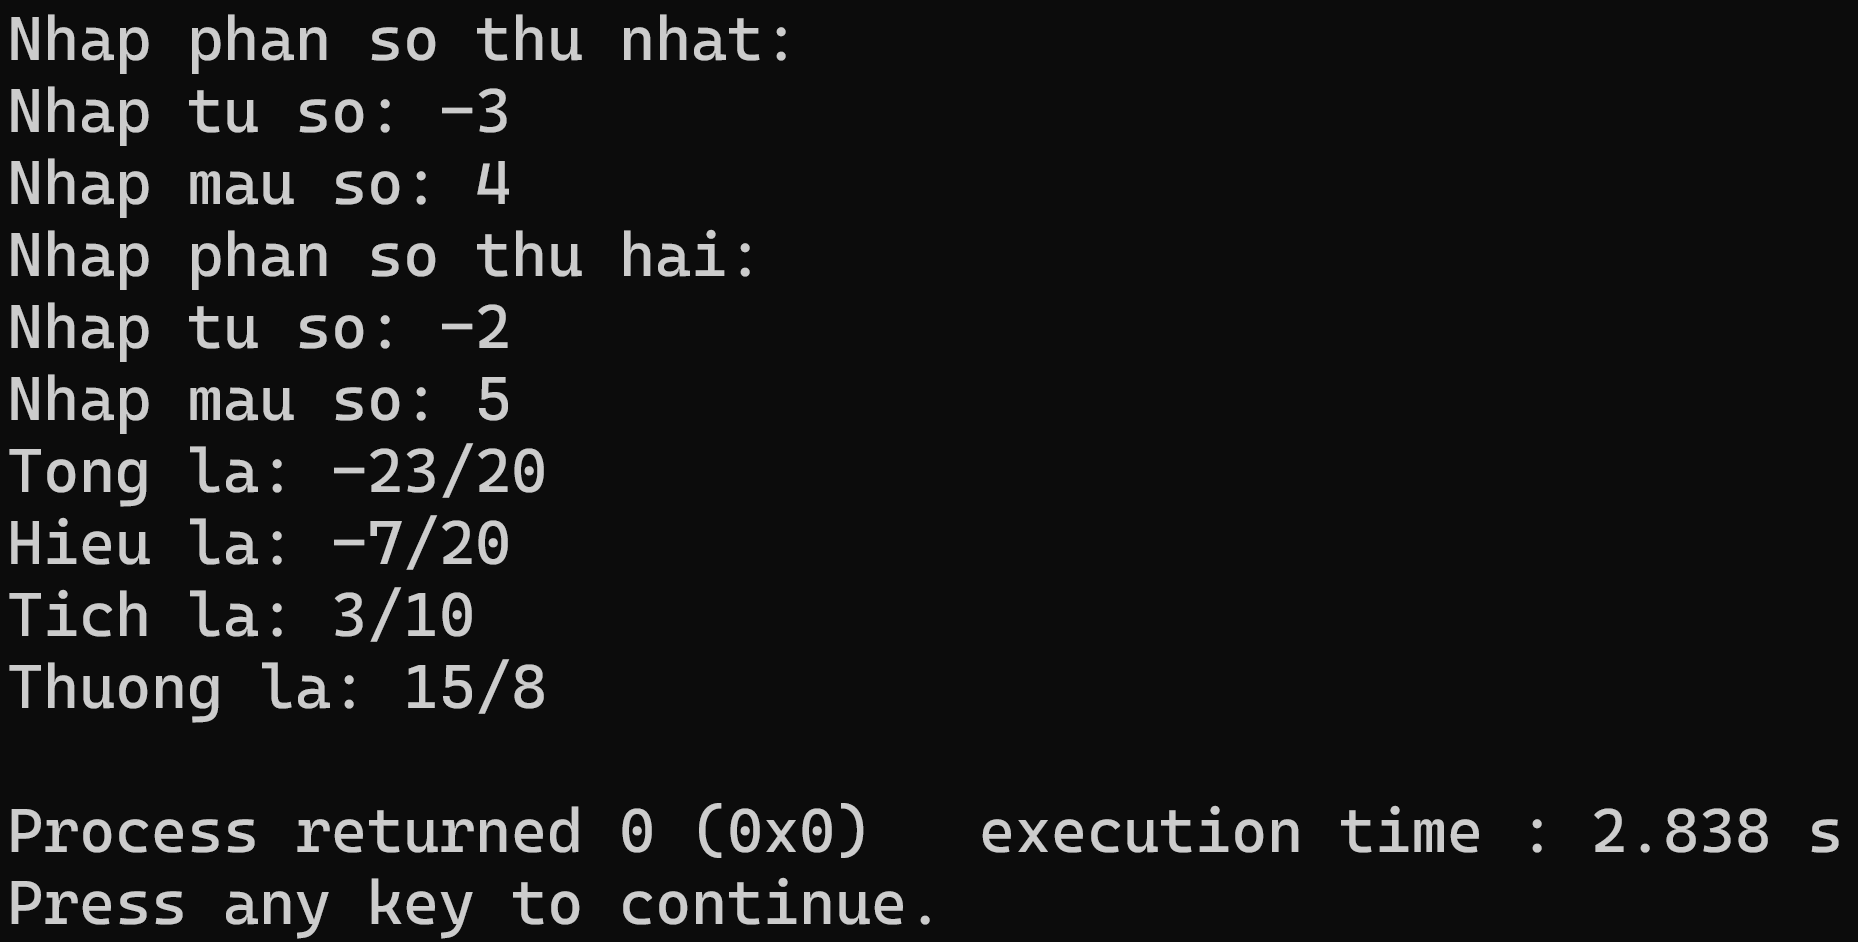 Nhap phan so thu nhat:
Nhap tu so: -3
Nhap mau so: 4
Nhap phan so thu hai:
Nhap tu so: -2
Nhap mau so: 5
Tong la: -23/20
Hieu la: -7/20
Tich la: 3/10
Thuong la: 15/8
Process returned 0 (0x0)   execution time : 2.838 s
Press any key to continue.